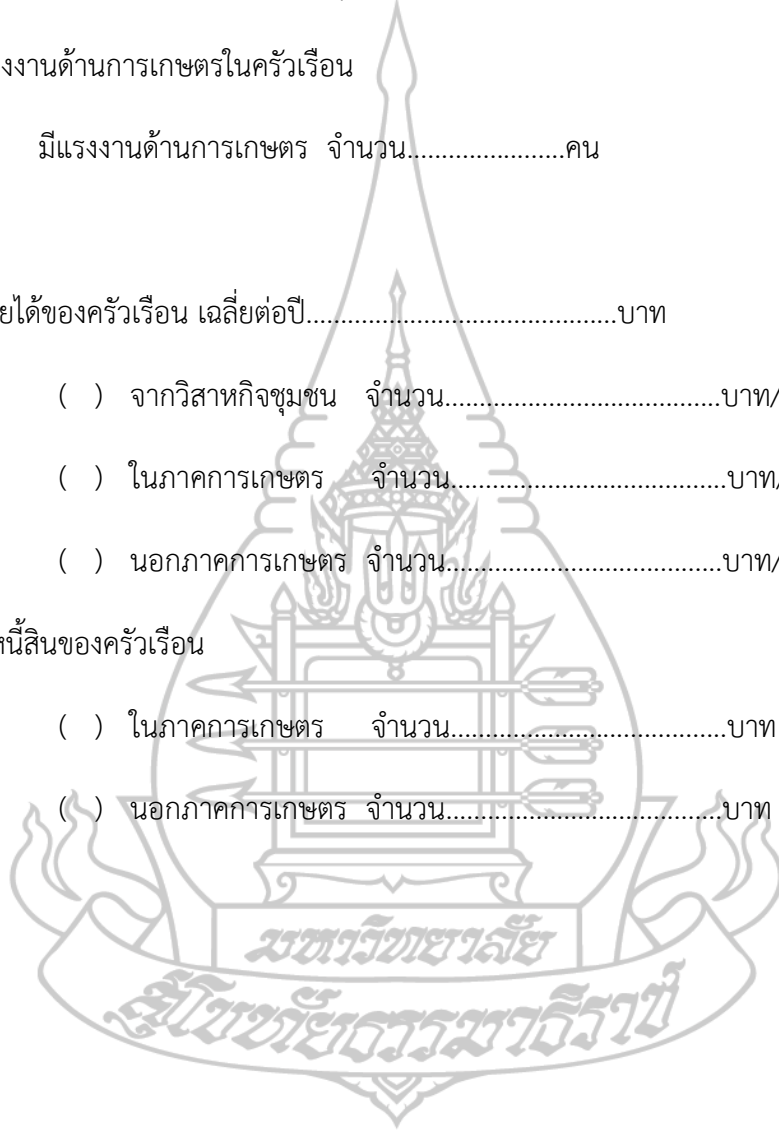 งงานด้านการเกษตรในครัวเรือน
มีแรงงานด้านการเกษตร จำนวน.......................คน
ยได้ของครัวเรือน เฉลี่ยต่อปี.............................................บาท
( ) จากวิสาหกิจชุมชน จำนวน........................................บาท/
( ) ในภาคการเกษตร จำนวน........................................บาท/
( ) นอกภาคการเกษตร จำนวน........................................บาท/
หนี้สินของครัวเรือน
( ) ในภาคการเกษตร จำนวน........................................บาท
( ) นอกภาคการเกษตร จำนวน........................................บาท
มหาวิทยาลัย
สุโขทัยธรรมาธิราช